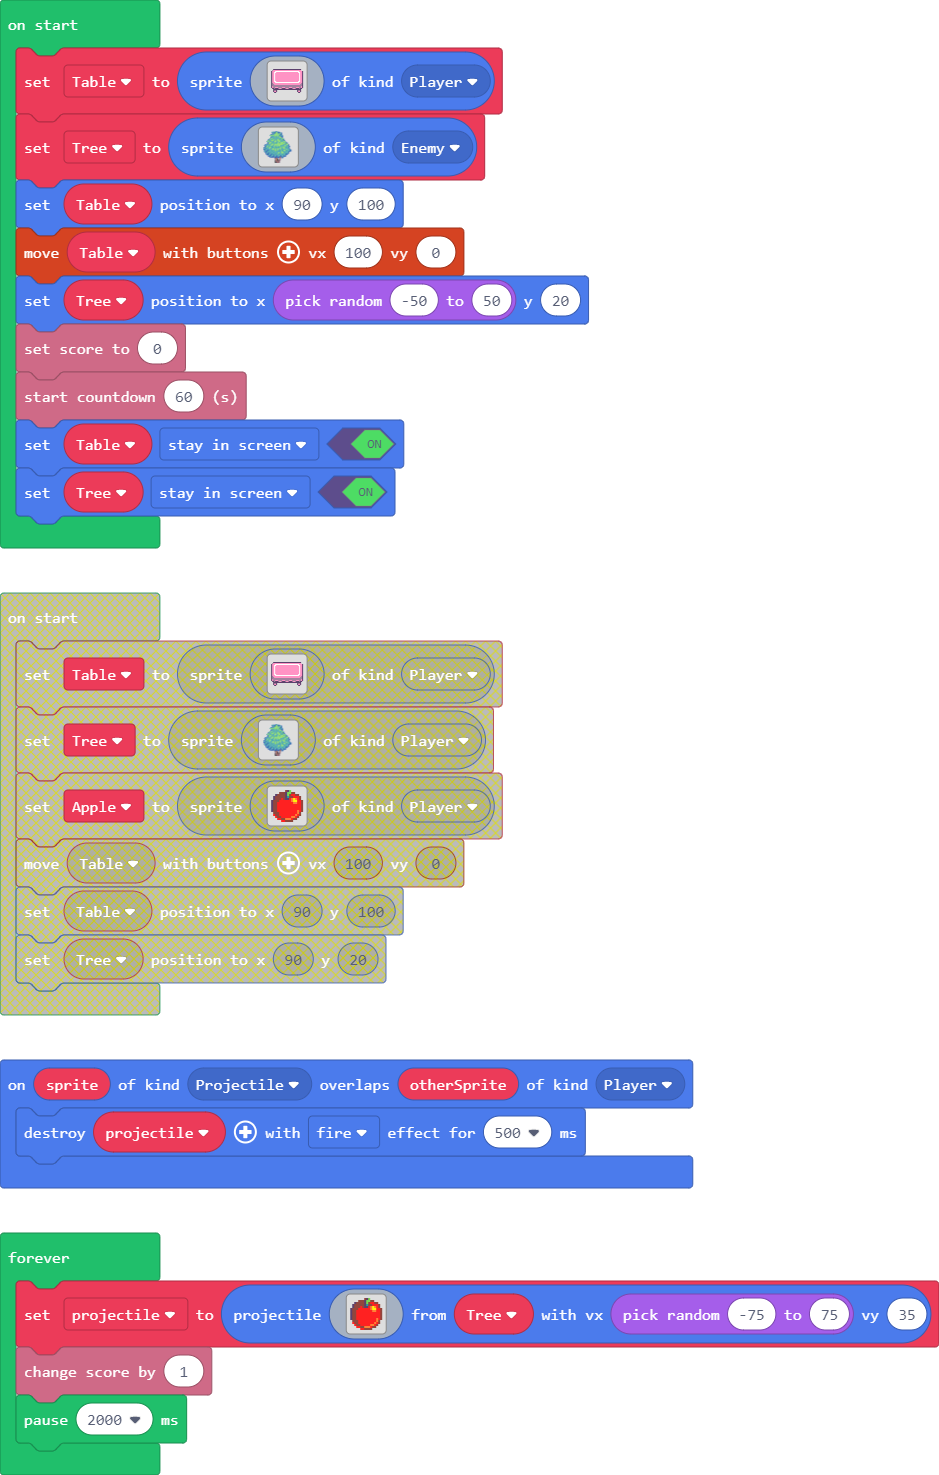 on start
set Table to sprite of kind Player
set Tree to sprite of kind Enemy
set Table position to x 90 y 100
move Table with buttons vx 100 vy 0
set Tree position to x pick random -50 to 50 y 20
set score to 0
start countdown 60 (s)
set Table stay in screen ON
set Tree stay in screen ON
on start
set Table to sprite of kind Player
set Tree to sprite of kind Player
set Apple to sprite of kind Player
move Table with buttons vx 100 vy 0
set Table position to x 90 y 100
set Tree position to x 90 y 20
on sprite of kind Projectile overlaps otherSprite of kind Player
destroy projectile with fire effect for 500 ms
forever
set projectile to projectile from Tree with vx pick random -75 to 75 vy 35
change score by 1
pause 2000 ms